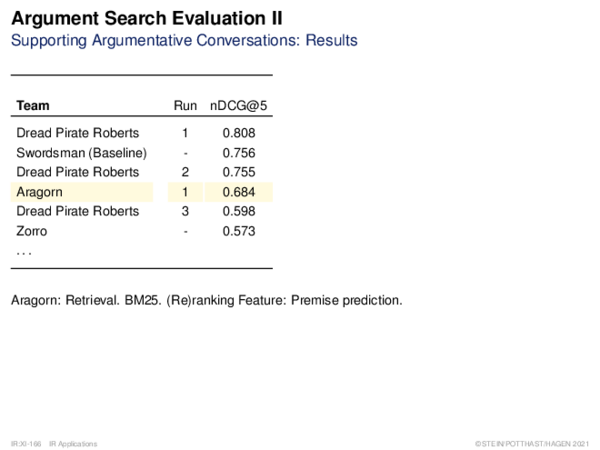 Argument Search Evaluation II
Supporting Argumentative Conversations: Results
Team Run nDCG@5
Dread Pirate Roberts 1 0.808
Swordsman (Baseline) - 0.756
Dread Pirate Roberts 2 0.755
Aragorn 1 0.684
Dread Pirate Roberts 3 0.598
Zorro - 0.573
...
Aragorn: Retrieval. BM25. (Re)ranking Feature: Premise prediction.
IR:XI-166 IR Applications ©STEIN/POTTHAST/HAGEN 2021